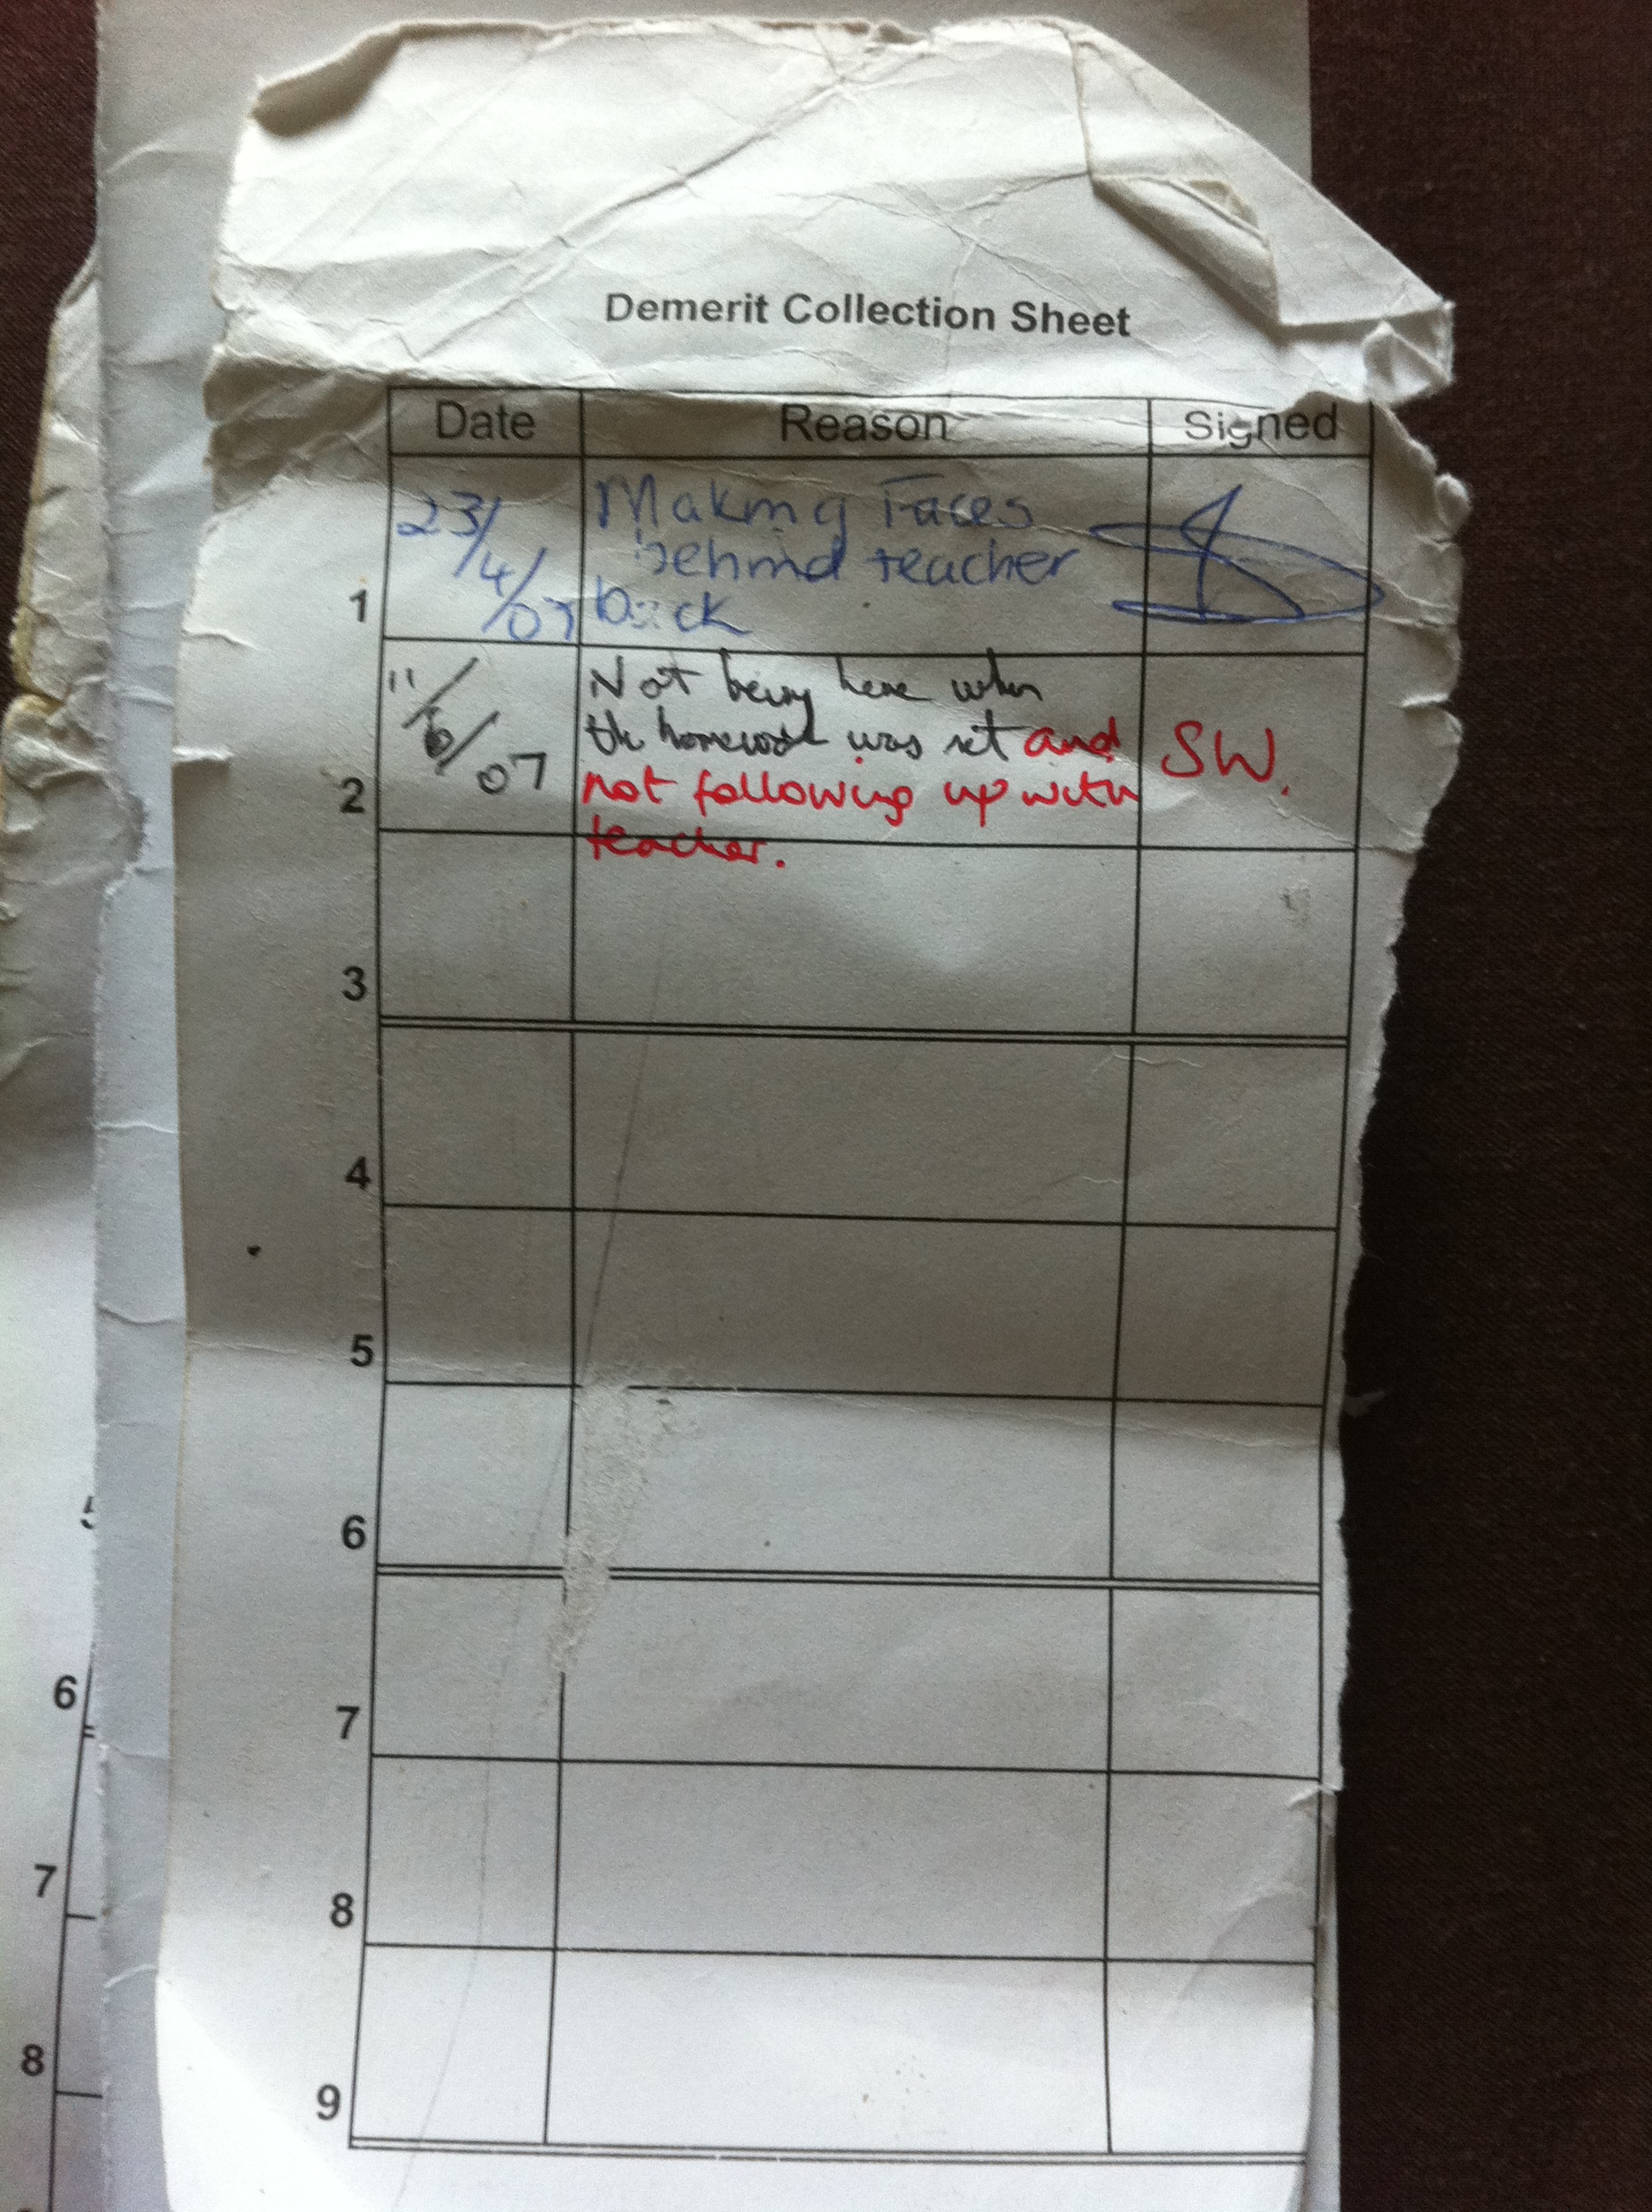 Demerit Collection Sheet
Date Reason Signed
1
23/4/07
Making Faces
behind teacher
back
2
11/6/07
Not being here when
the homework was set and
not following up with
teacher.
SW.
3
4
5
6
7
8
9
5
6
7
8